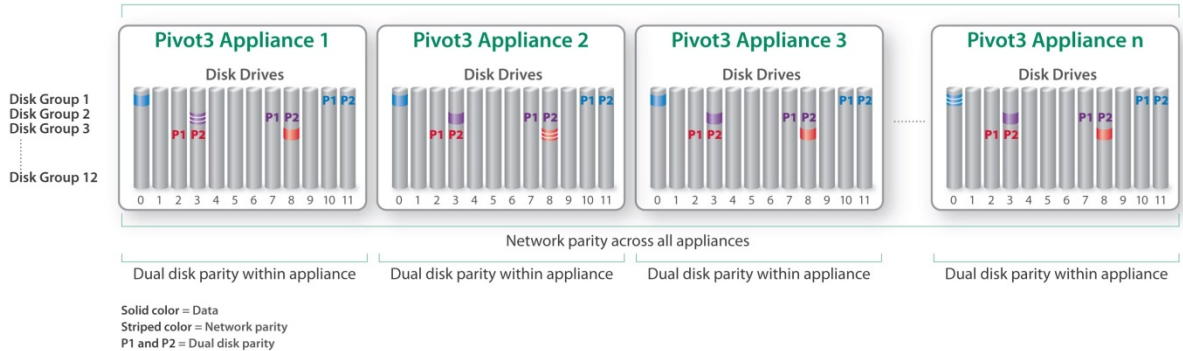 Pivot3 Appliance 1 Pivot3 Appliance 2 Pivot3 Appliance 3 Pivot3 Appliance n
Disk Drives Disk Drives Disk Drives Disk Drives
Disk Group 1 P1 P2 P1 P2 P1 P2 P1 P2
Disk Group 2 P1 P2 P1 P2 P1 P2 P1 P2
Disk Group 3 P1 P2 P1 P2 P1 P2 P1 P2
Disk Group 12
0 1 2 3 4 5 6 7 8 9 10 11 0 1 2 3 4 5 6 7 8 9 10 11 0 1 2 3 4 5 6 7 8 9 10 11 0 1 2 3 4 5 6 7 8 9 10 11
Network parity across all appliances
Dual disk parity within appliance Dual disk parity within appliance Dual disk parity within appliance Dual disk parity within appliance
Solid color = Data
Striped color = Network parity
P1 and P2 = Dual disk parity